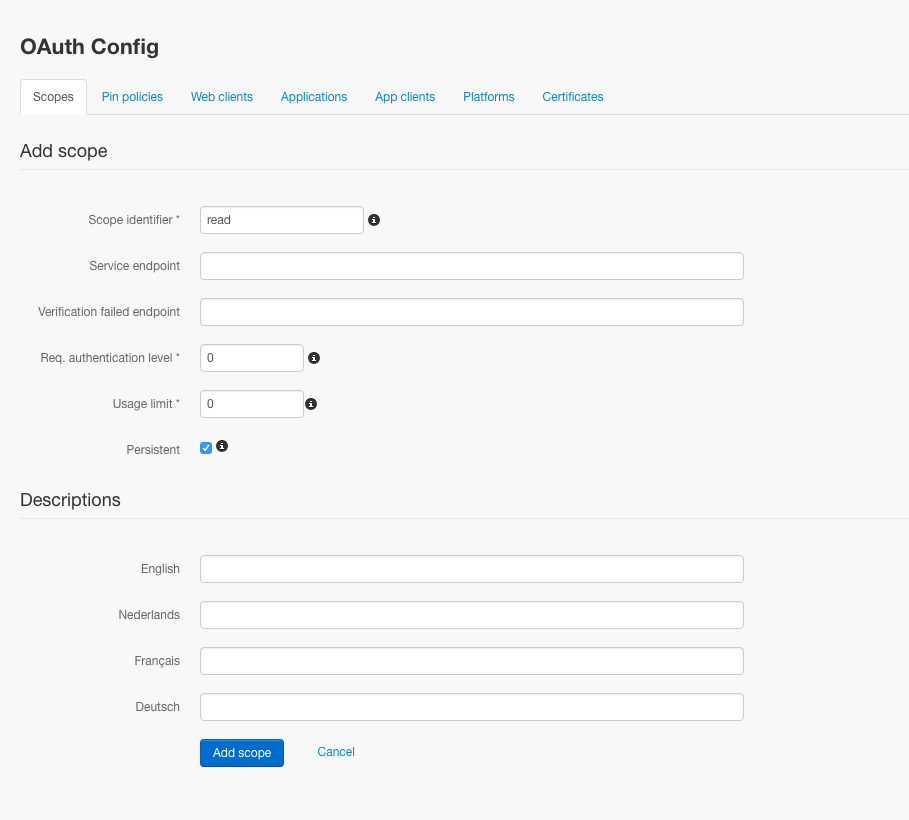 OAuth Config
Scopes Pin policies Web clients Applications App clients Platforms Certificates
Add scope
Scope identifier * read
Service endpoint
Verification failed endpoint
Req. authentication level * 0
Usage limit * 0
Persistent
Descriptions
English
Nederlands
Français
Deutsch
Add scope Cancel